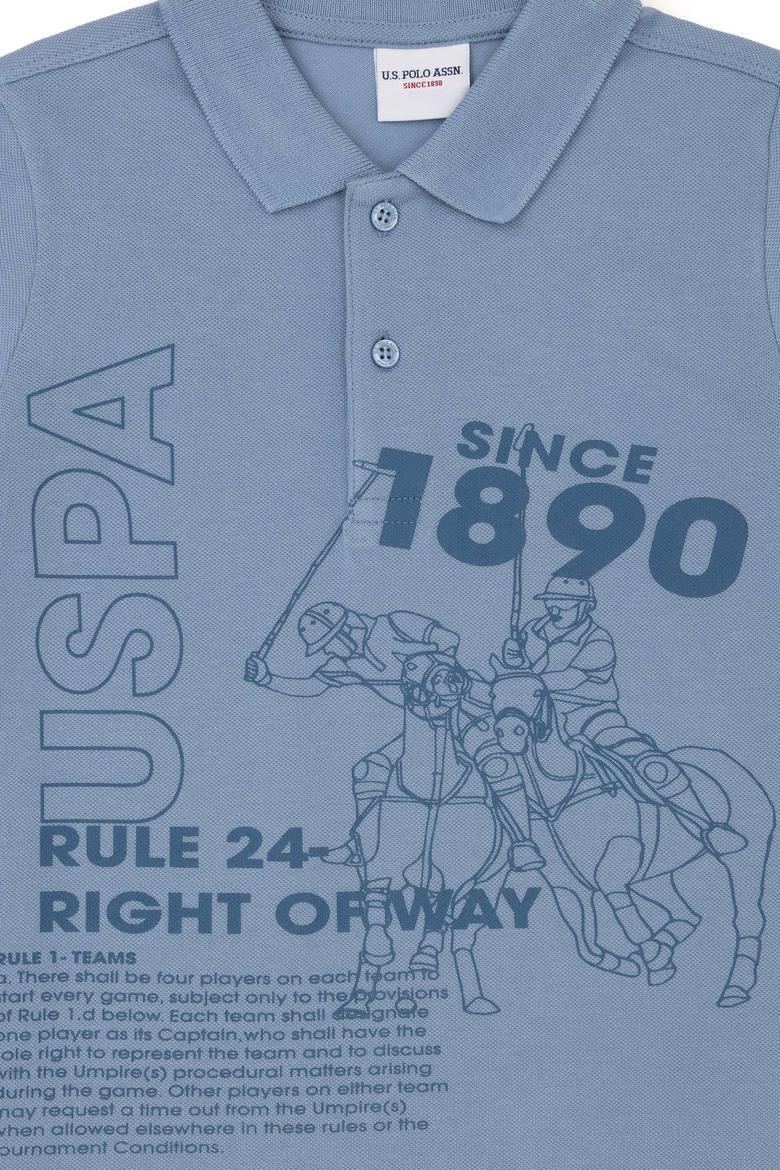 U.S. POLO ASSN.
SINCE 1890
SINCE
1890
USPA
RULE 24-
RIGHT OF WAY
RULE 1- TEAMS
a. There shall be four players on each team to
start every game, subject only to the provisions
of Rule 1.d below. Each team shall designate
one player as its Captain,who shall have the
sole right to represent the team and to discuss
with the Umpire(s) procedural matters arising
during the game. Other players on either team
may request a time out from the Umpire(s)
when allowed elsewhere in these rules or the
Tournament Conditions.